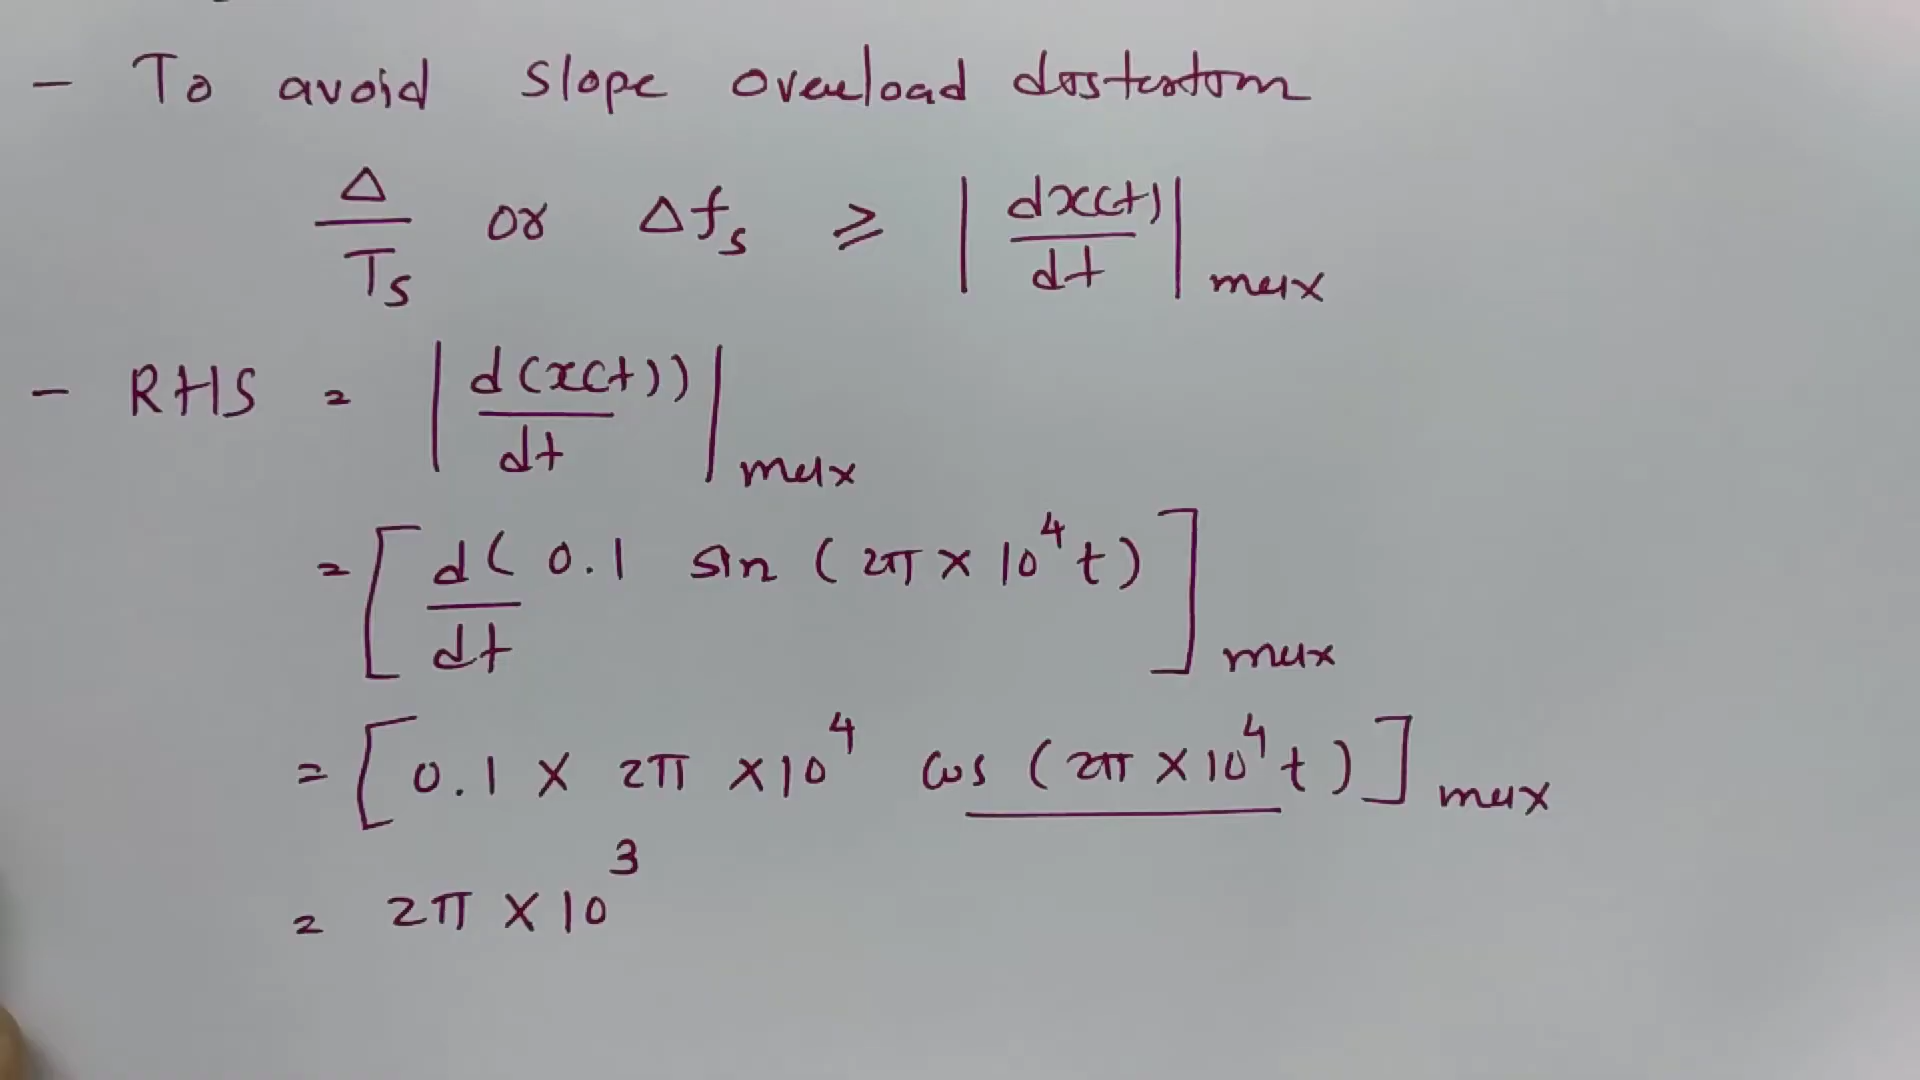 - To avoid slope overload distortion
Δ/Ts or Δfs ⩾ |dx(t)/dt|max
- RHS = |d(x(t))/dt|max
= [d/dt(0.1 sin (2π × 10⁴t)]max
= [0.1 × 2π × 10⁴ cos (2π × 10⁴t)]max
= 2π × 10³